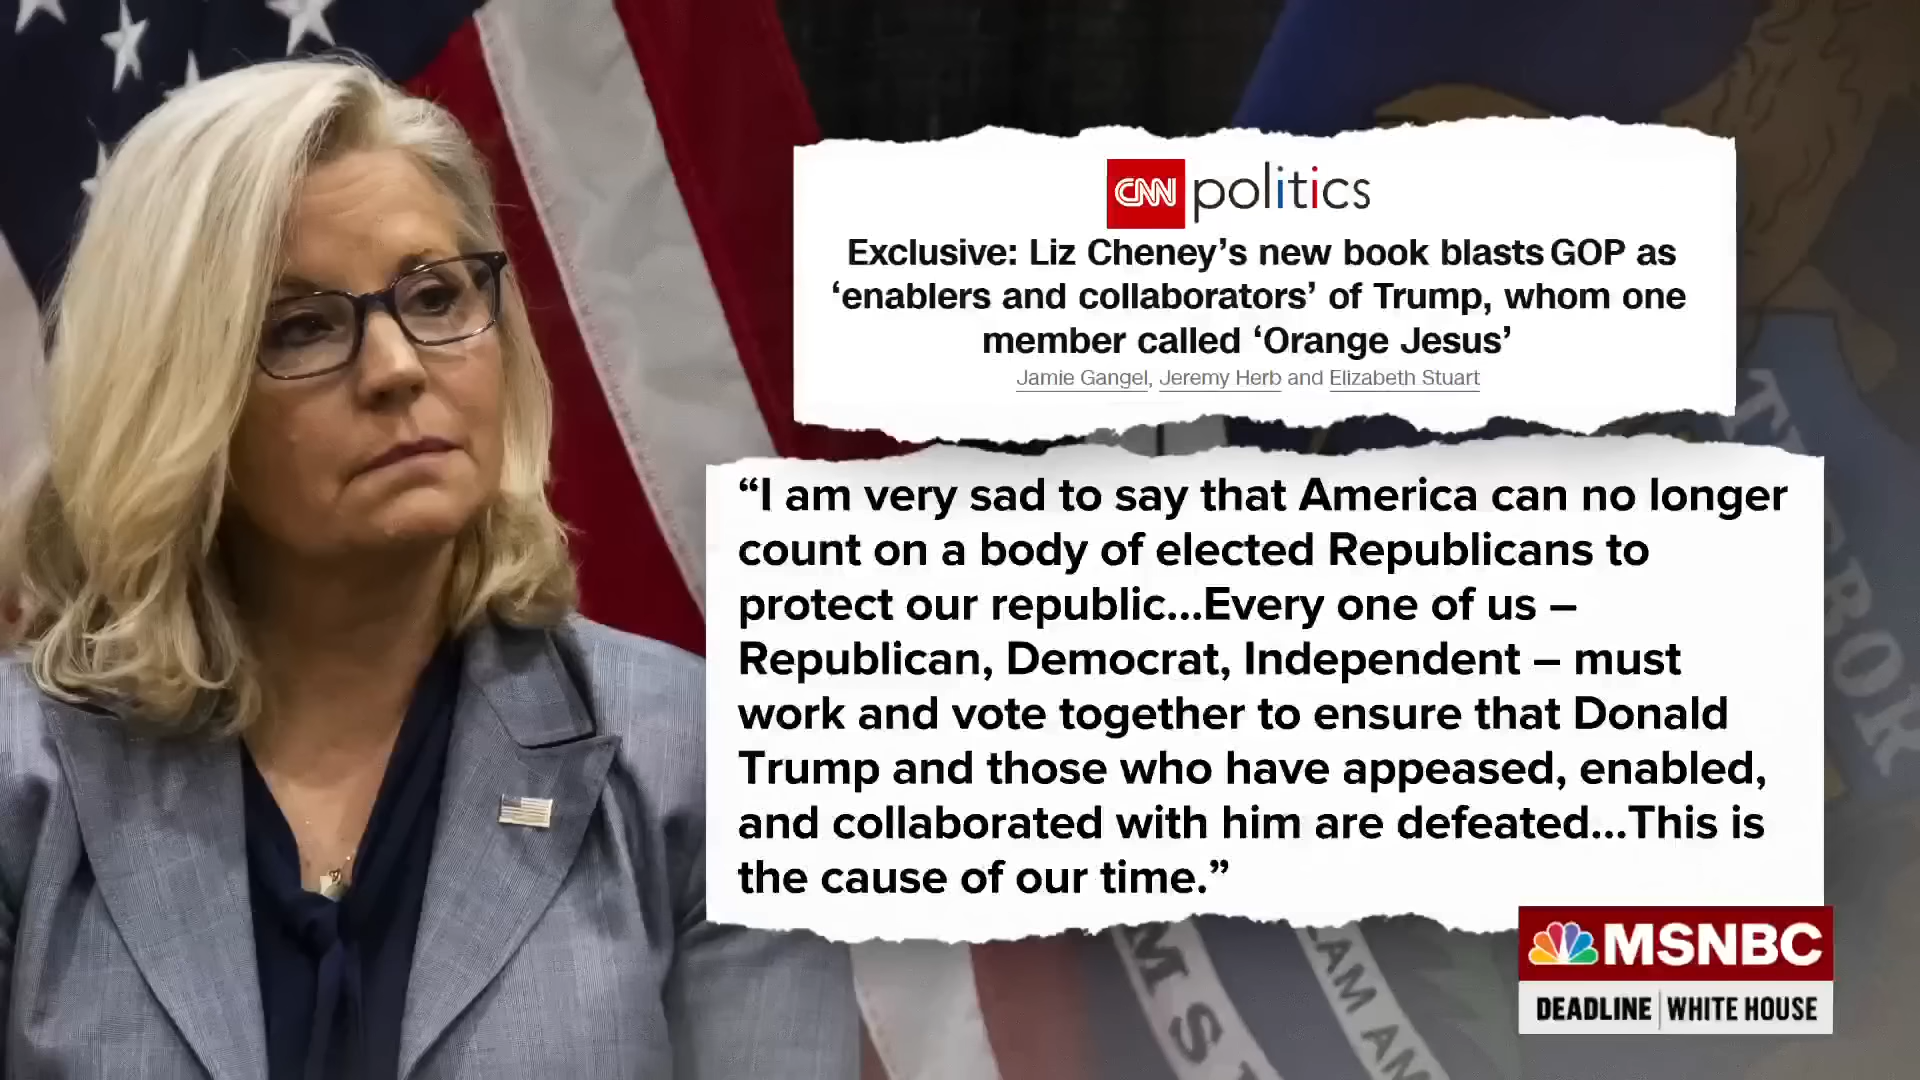 CNN politics
Exclusive: Liz Cheney’s new book blasts GOP as
‘enablers and collaborators’ of Trump, whom one
member called ‘Orange Jesus’
Jamie Gangel, Jeremy Herb and Elizabeth Stuart
“I am very sad to say that America can no longer
count on a body of elected Republicans to
protect our republic...Every one of us –
Republican, Democrat, Independent – must
work and vote together to ensure that Donald
Trump and those who have appeased, enabled,
and collaborated with him are defeated...This is
the cause of our time.”
MSNBC
DEADLINE | WHITE HOUSE